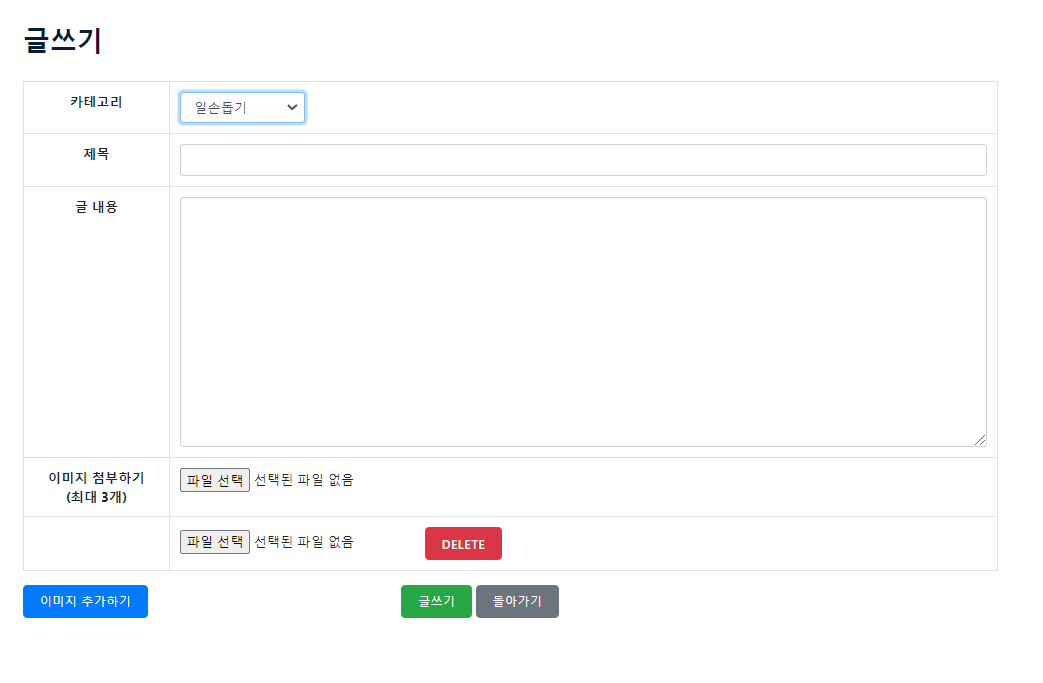 글쓰기
카테고리
일손돕기
제목
글 내용
이미지 첨부하기
(최대 3개)
파일 선택 선택된 파일 없음
파일 선택 선택된 파일 없음
DELETE
이미지 추가하기
글쓰기
돌아가기